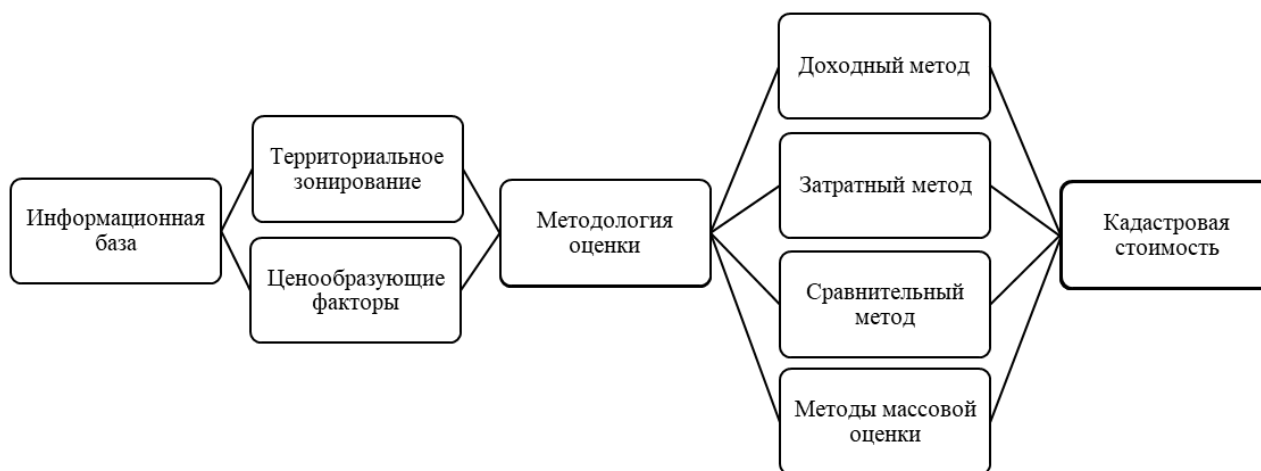 Информационная
база
Территориальное
зонирование
Ценообразующие
факторы
Методология
оценки
Доходный метод
Затратный метод
Сравнительный
метод
Методы массовой
оценки
Кадастровая
стоимость